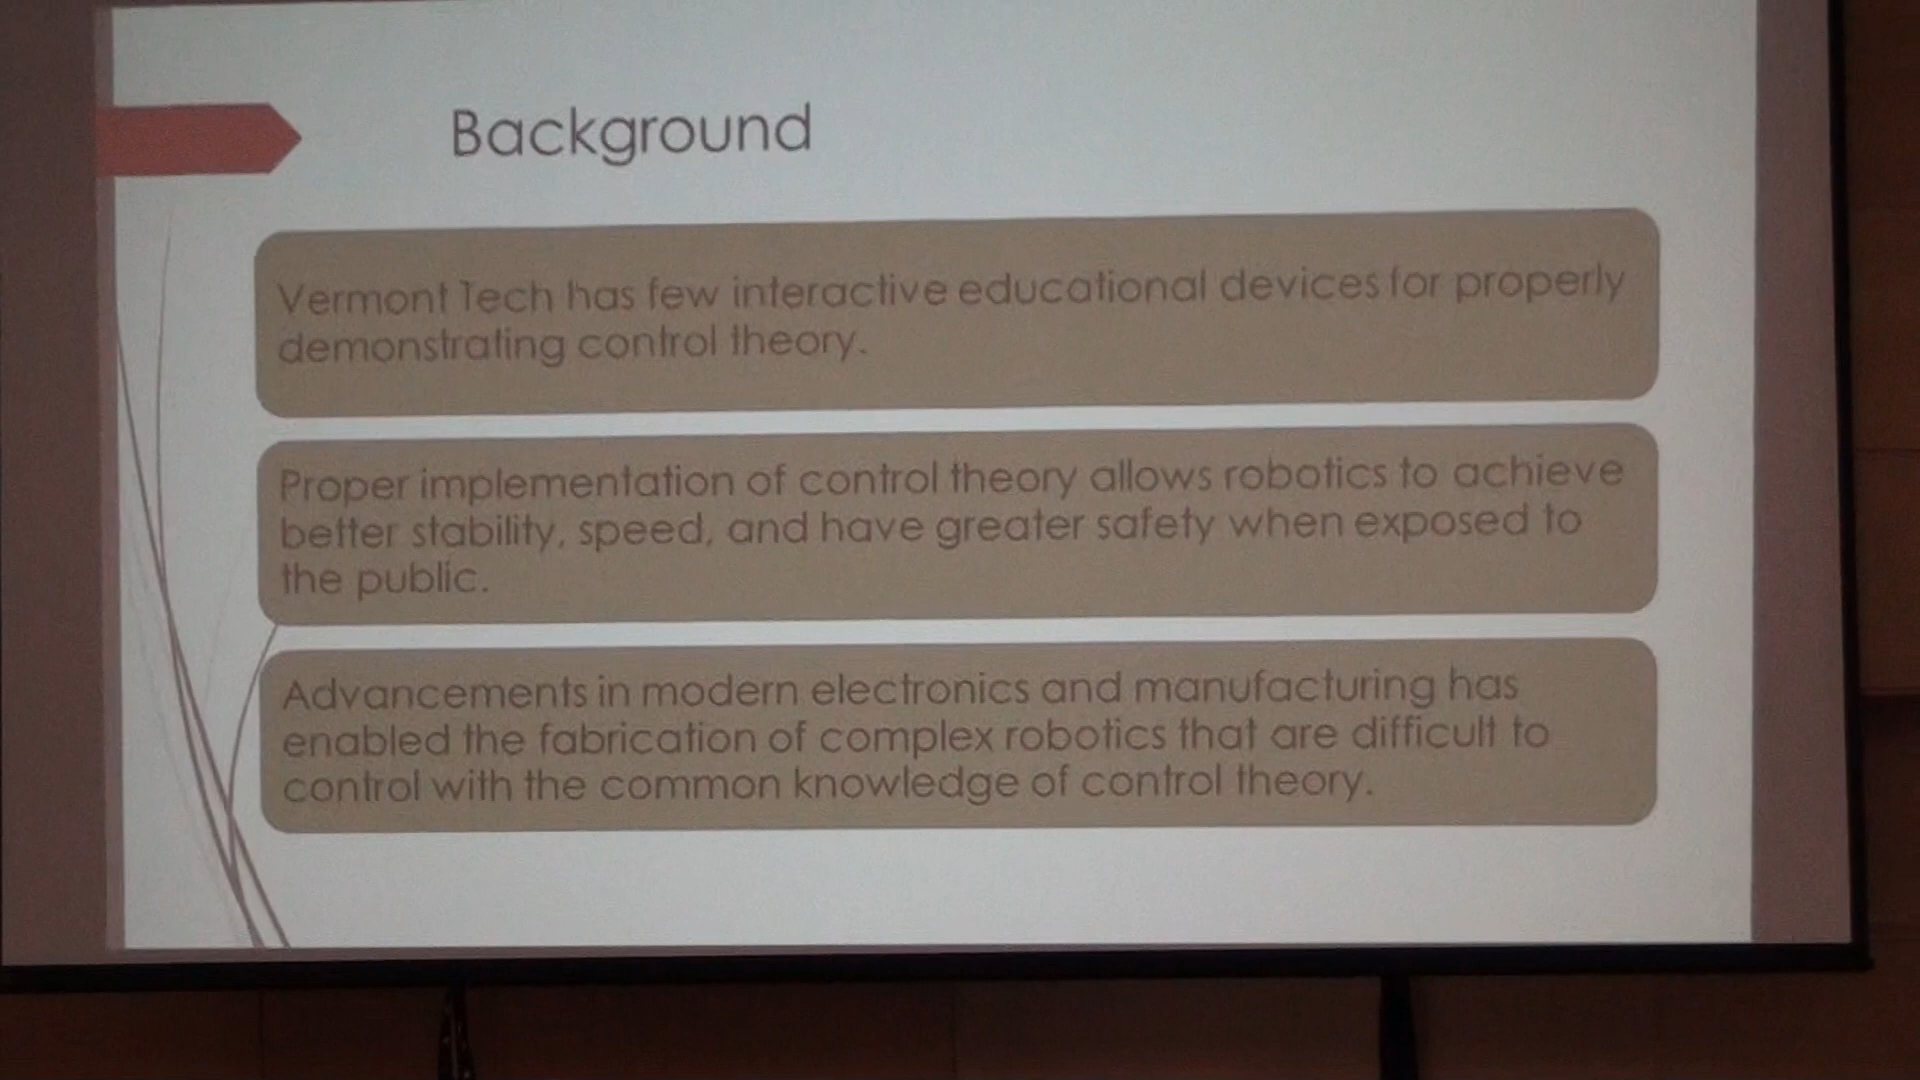 Background
Vermont Tech has few interactive educational devices for properly
demonstrating control theory.
Proper implementation of control theory allows robotics to achieve
better stability, speed, and have greater safety when exposed to
the public.
Advancements in modern electronics and manufacturing has
enabled the fabrication of complex robotics that are difficult to
control with the common knowledge of control theory.